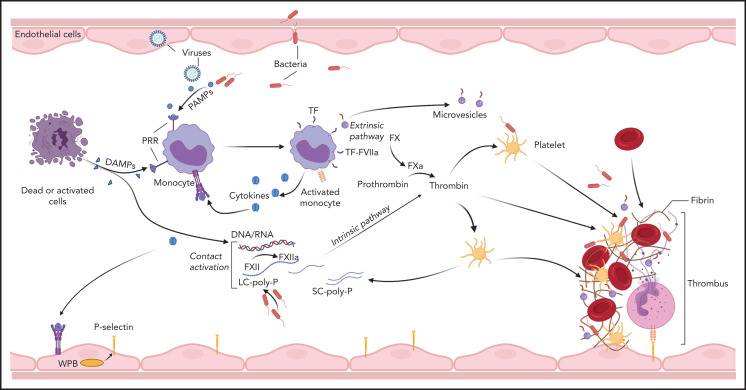 Endothelial cells
Viruses
Bacteria
PAMPs
TF
Microvesicles
Extrinsic
pathway
FX
PRR
TF-FVIIa
Platelet
FXa
DAMPs
Monocyte
Prothrombin
Thrombin
Dead or activated
cells
Cytokines
Activated
monocyte
Fibrin
Intrinsic pathway
DNA/RNA
Contact
activation
FXII
FXIIa
LC-poly-P
SC-poly-P
Thrombus
P-selectin
WPB